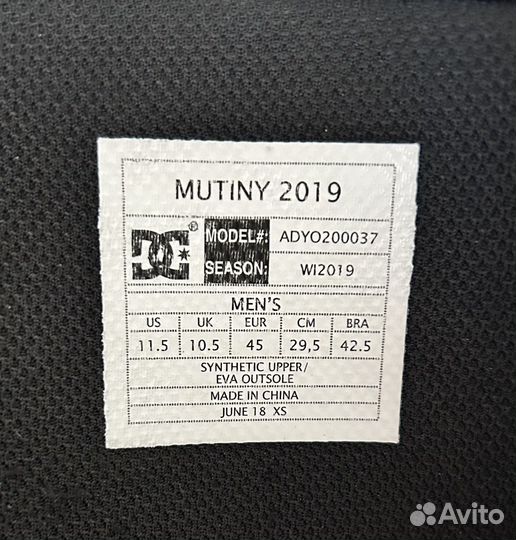 MUTINY 2019
DC
®
MODEL#: ADYO200037
SEASON: WI2019
MEN'S
US UK EUR CM BRA
11.5 10.5 45 29,5 42.5
SYNTHETIC UPPER/
EVA OUTSOLE
MADE IN CHINA
JUNE 18 XS
Avito